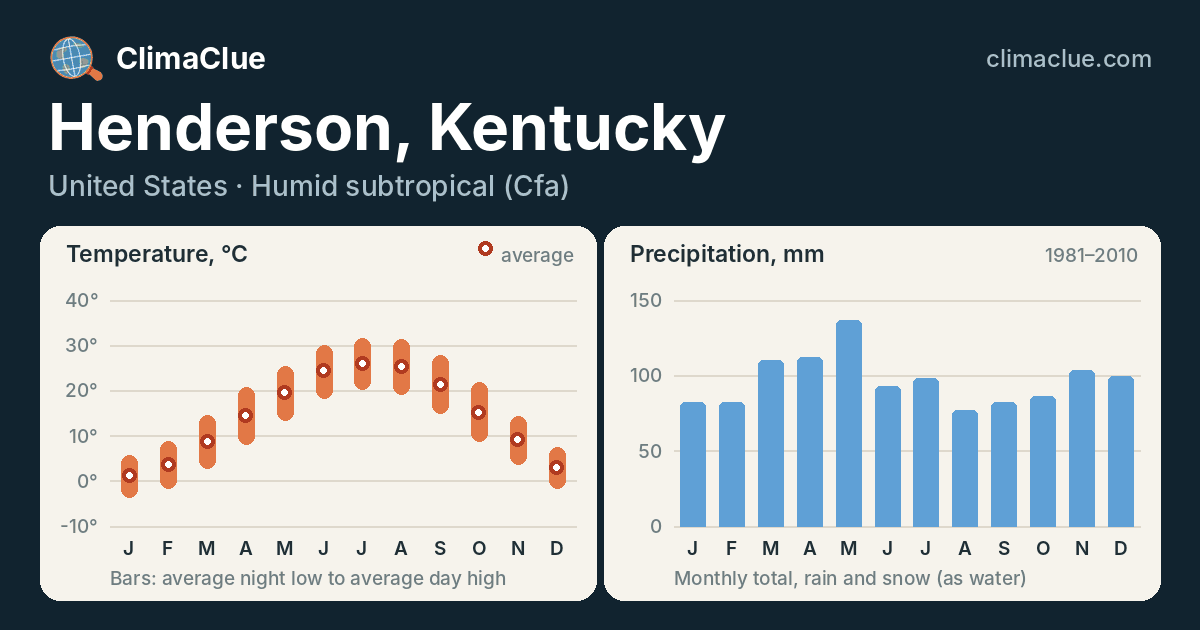 ClimaClue
climaclue.com
Henderson, Kentucky
United States · Humid subtropical (Cfa)
Temperature, °C
average
40°
30°
20°
10°
0°
-10°
J F M A M J J A S O N D
Bars: average night low to average day high
Precipitation, mm
1981–2010
150
100
50
0
J F M A M J J A S O N D
Monthly total, rain and snow (as water)